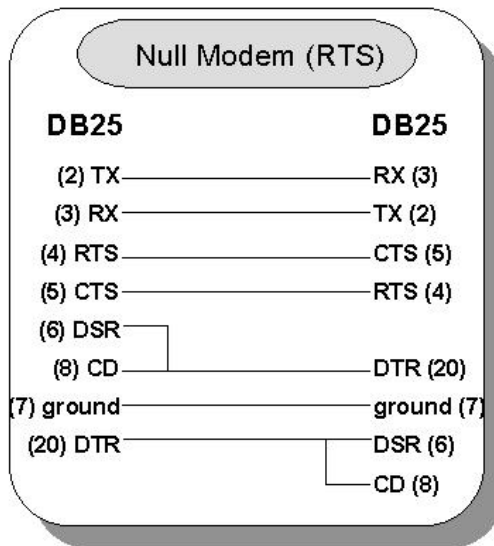 Null Modem (RTS)
DB25 DB25
(2) TX RX (3)
(3) RX TX (2)
(4) RTS CTS (5)
(5) CTS RTS (4)
(6) DSR
(8) CD DTR (20)
(7) ground ground (7)
(20) DTR DSR (6)
CD (8)